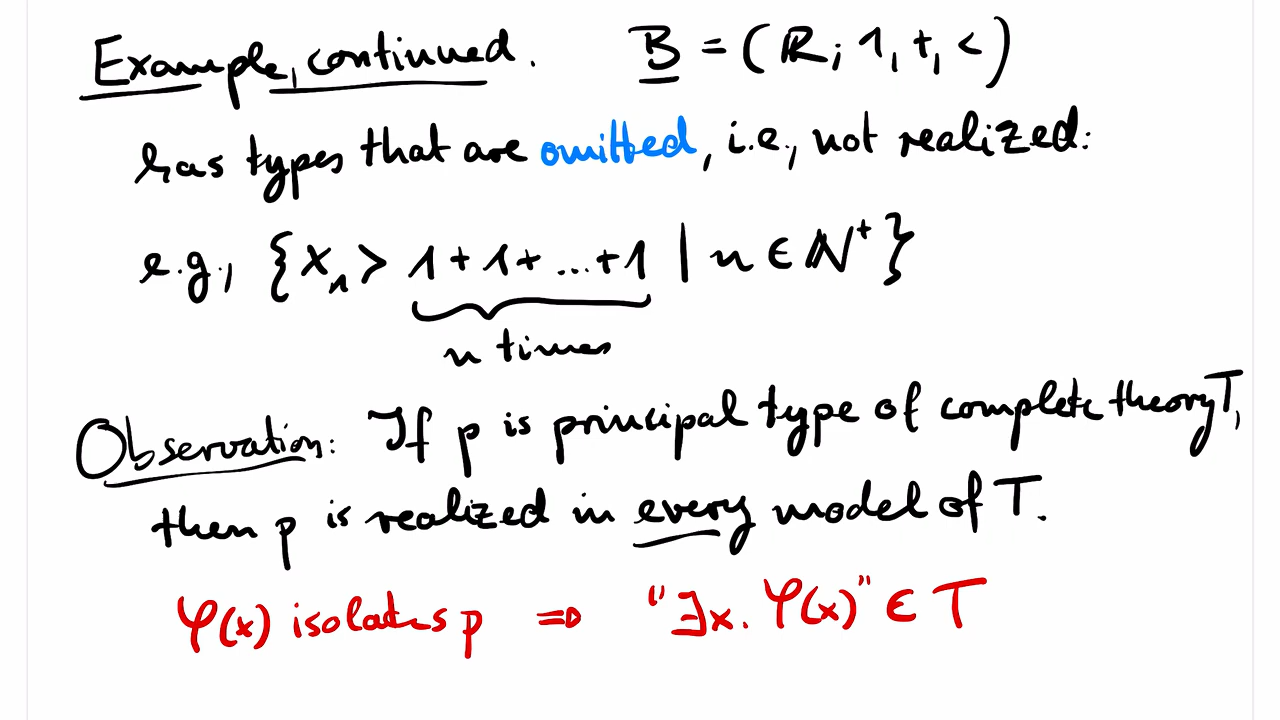 Example, continued. B = (ℝ; 1, +, <)
has types that are omitted, i.e., not realized:
e.g., {x₁ > 1 + 1 + ... + 1 | n ∈ ℕ⁺}
n times
Observation: If p is principal type of complete theory T,
then p is realized in every model of T.
φ(x) isolates p ⇒ "∃x. φ(x)" ∈ T